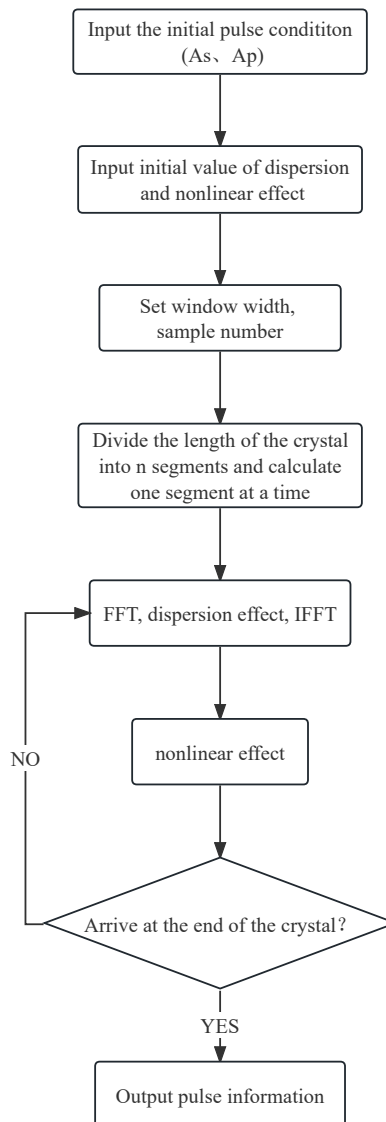 Input the initial pulse condititon
(As、Ap)
Input initial value of dispersion
and nonlinear effect
Set window width,
sample number
Divide the length of the crystal
into n segments and calculate
one segment at a time
FFT, dispersion effect, IFFT
nonlinear effect
NO
Arrive at the end of the crystal？
YES
Output pulse information